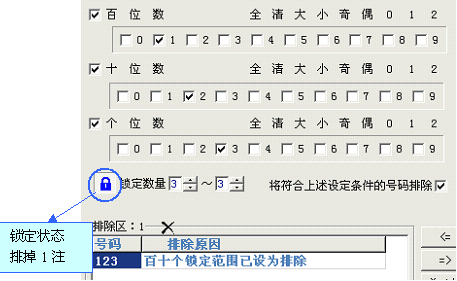 百位数 全清大小奇偶012
0 1 2 3 4 5 6 7 8 9
十位数 全清大小奇偶012
0 1 2 3 4 5 6 7 8 9
个位数 全清大小奇偶012
0 1 2 3 4 5 6 7 8 9
锁定数量 3 ～ 3 将符合上述设定条件的号码排除
锁定状态
排掉1注
排除区：1
号码 排除原因
123 百十个锁定范围已设为排除
<=
=>